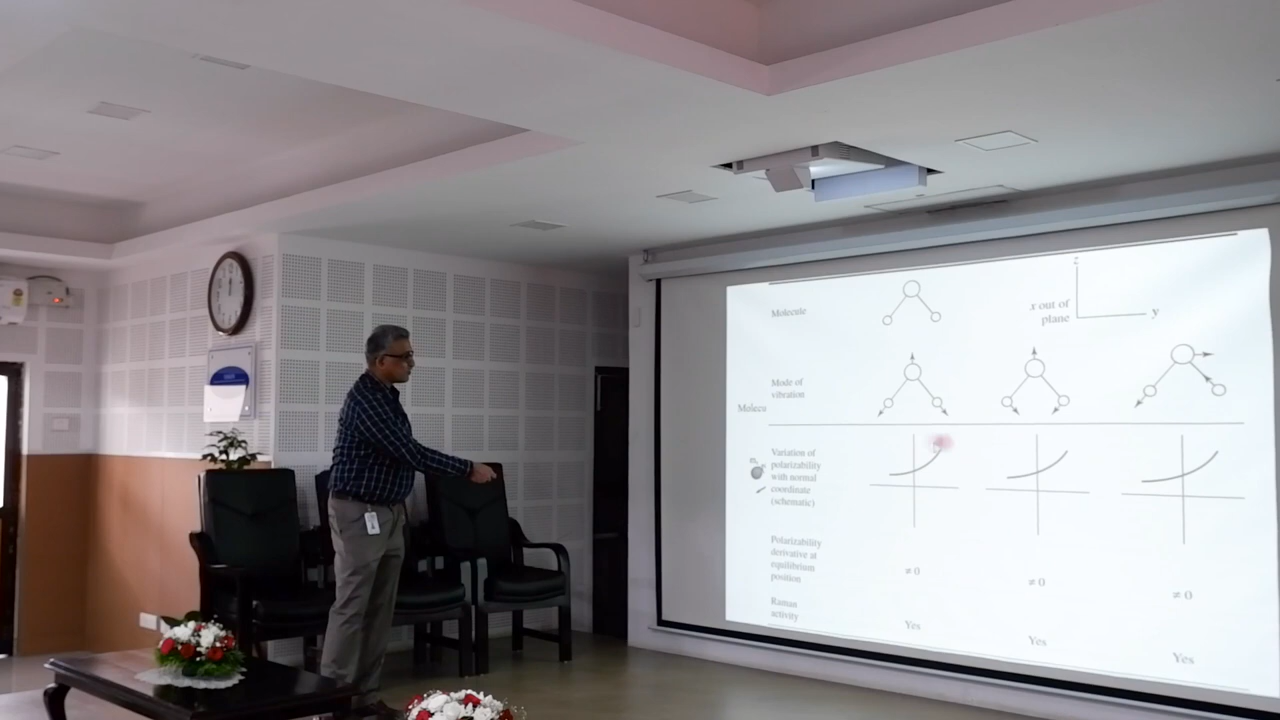 Molecule
z
x out of
plane
y
Mode of
vibration
Molecu
Variation of
polarizability
with normal
coordinate
(schematic)
Polarizability
derivative at
equilibrium
position
≠ 0
≠ 0
≠ 0
Raman
activity
Yes
Yes
Yes